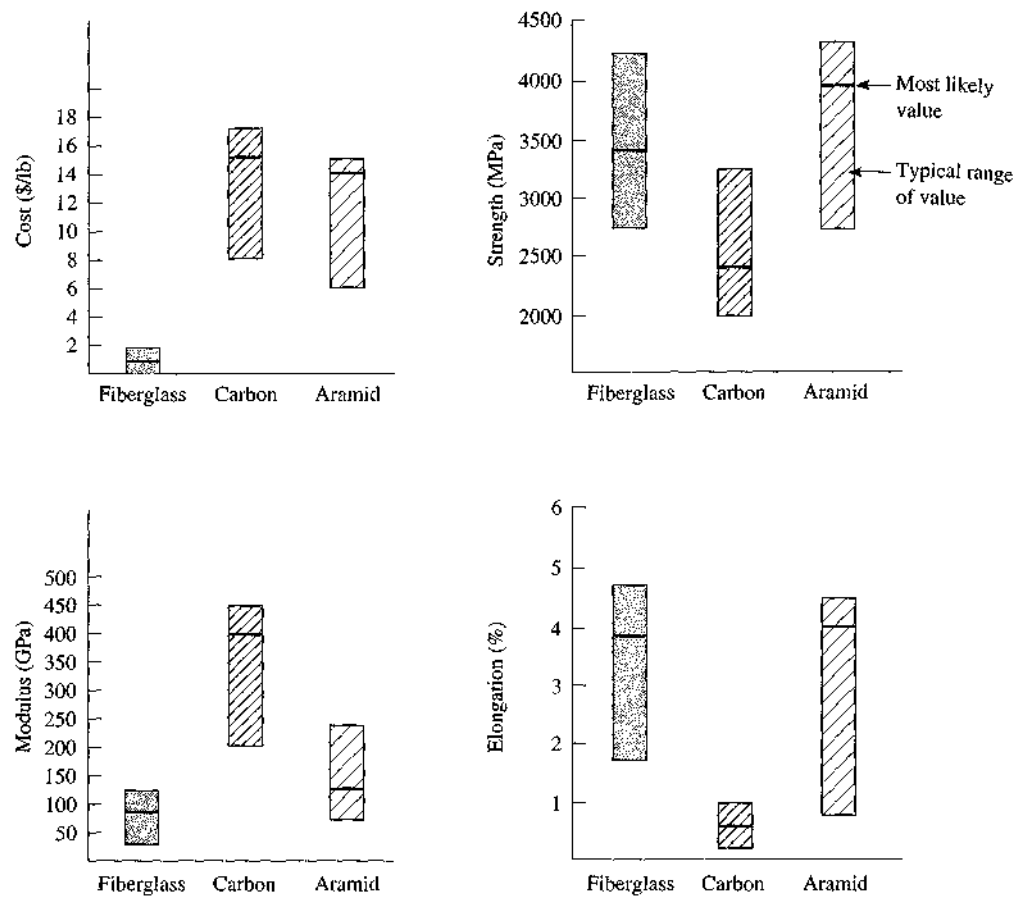 Cost ($/lb)
18
16
14
12
10
8
6
4
2
Fiberglass
Carbon
Aramid
Strength (MPa)
4500
4000
3500
3000
2500
2000
Most likely
value
Typical range
of value
Fiberglass
Carbon
Aramid
Modulus (GPa)
500
450
400
350
300
250
200
150
100
50
Fiberglass
Carbon
Aramid
Elongation (%)
6
5
4
3
2
1
Fiberglass
Carbon
Aramid